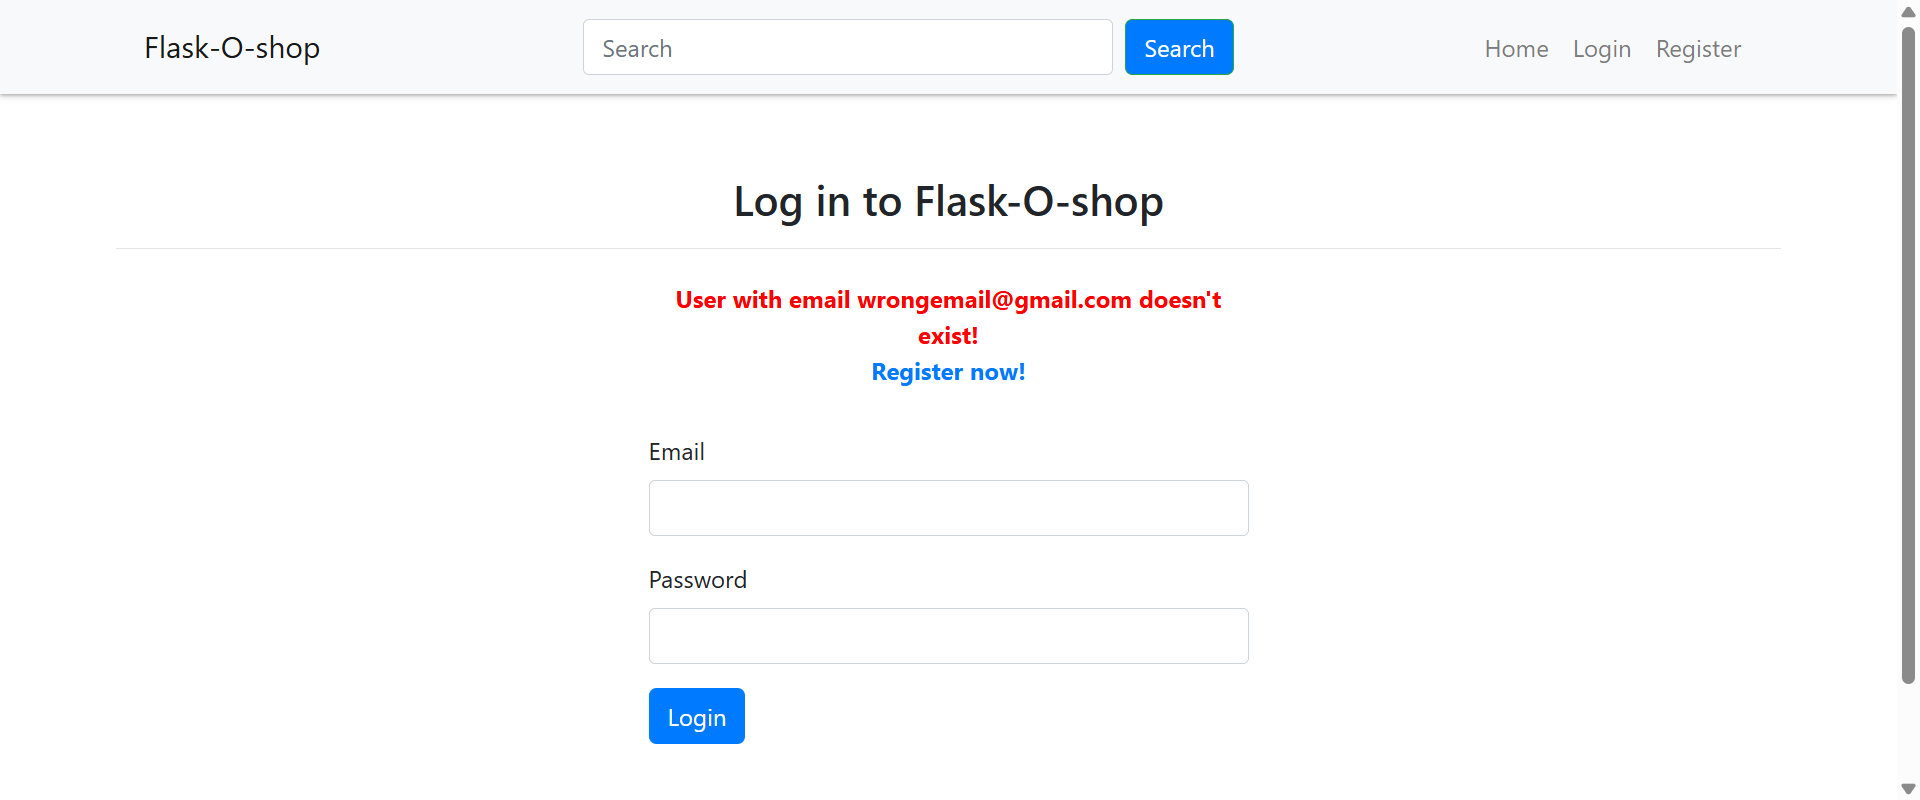 Flask-O-shop
Search
Search
Home
Login
Register
Log in to Flask-O-shop
User with email wrongemail@gmail.com doesn't
exist!
Register now!
Email
Password
Login